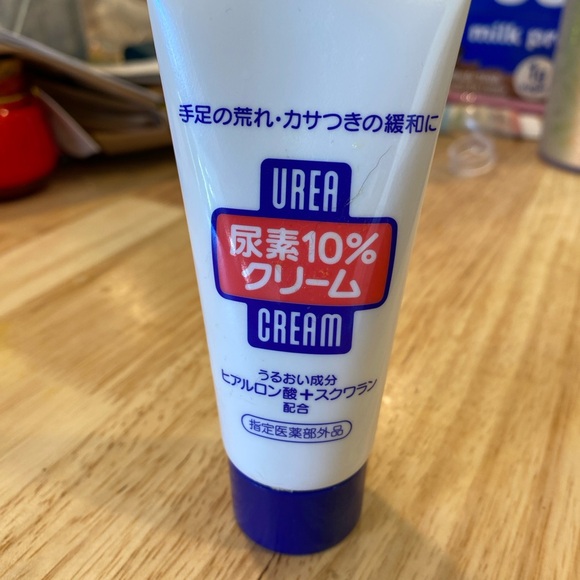 手足の荒れ・カサつきの緩和に
UREA
尿素10%
クリーム
CREAM
うるおい成分
ヒアルロン酸+スクワラン
配合
指定医薬部外品
milk pr